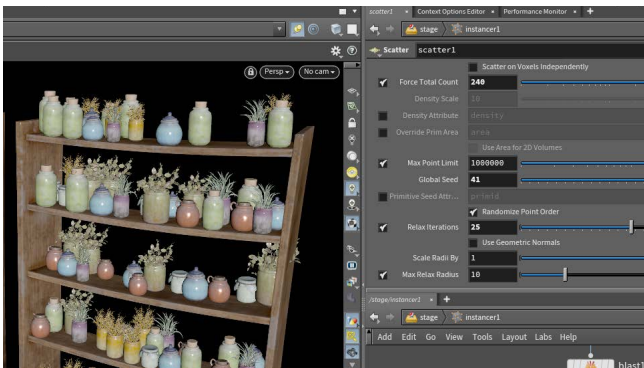 scatter1
Context Options Editor
Performance Monitor
stage
instancer1
Persp
No cam
Scatter scatter1
Scatter on Voxels Independently
Force Total Count 240
Density Scale 10
Density Attribute density
Override Prim Area area
Use Area for 2D Volumes
Max Point Limit 1000000
Global Seed 41
Primitive Seed Attr... primid
Randomize Point Order
Relax Iterations 25
Use Geometric Normals
Scale Radii By 1
Max Relax Radius 10
/stage/instancer1
stage
instancer1
Add Edit Go View Tools Layout Labs Help
blast1